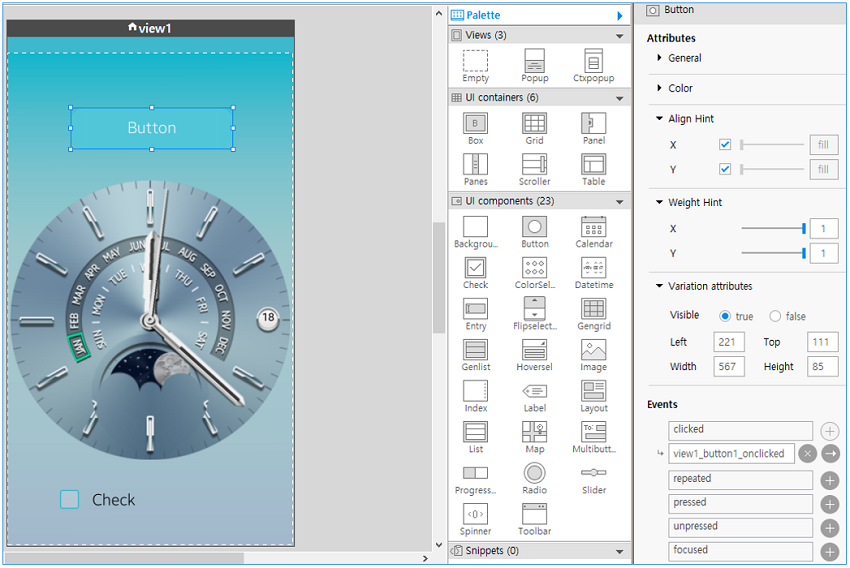 view1
Button
JAN FEB MAR APR MAY JUN JUL AUG SEP OCT NOV DEC
SUN MON TUE THU FRI SAT
18
Check
Palette
Views (3)
Empty Popup Ctxpopup
UI containers (6)
Box Grid Panel
Panes Scroller Table
UI components (23)
Backgrou... Button Calendar
Check ColorSel... Datetime
Entry Flipselect... Gengrid
Genlist Hoversel Image
Index Label Layout
List Map Multibutt...
Progress... Radio Slider
Spinner Toolbar
Snippets (0)
Button
Attributes
General
Color
Align Hint
X fill
Y fill
Weight Hint
X 1
Y 1
Variation attributes
Visible true false
Left 221 Top 111
Width 567 Height 85
Events
clicked
view1_button1_onclicked
repeated
pressed
unpressed
focused